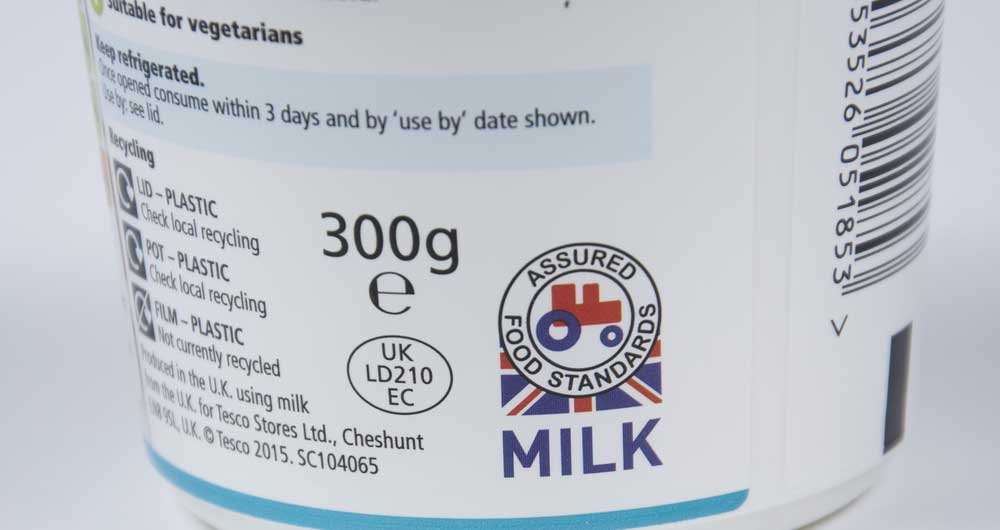 Suitable for vegetarians
Keep refrigerated.
Once opened consume within 3 days and by 'use by' date shown.
Use by: see lid.
Recycling
LID – PLASTIC
Check local recycling
POT – PLASTIC
Check local recycling
FILM – PLASTIC
Not currently recycled
Produced in the U.K. using milk
from the U.K. for Tesco Stores Ltd., Cheshunt
9SL, U.K. © Tesco 2015. SC104065
300g
e
UK
LD210
EC
ASSURED
FOOD STANDARDS
MILK
53526 051853 >